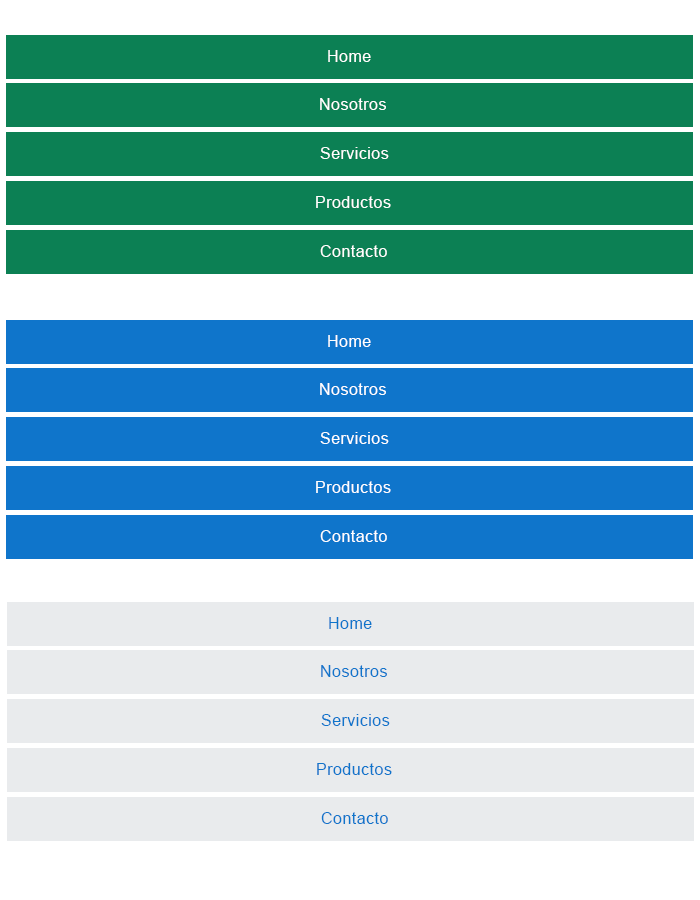 Home
Nosotros
Servicios
Productos
Contacto
Home
Nosotros
Servicios
Productos
Contacto
Home
Nosotros
Servicios
Productos
Contacto